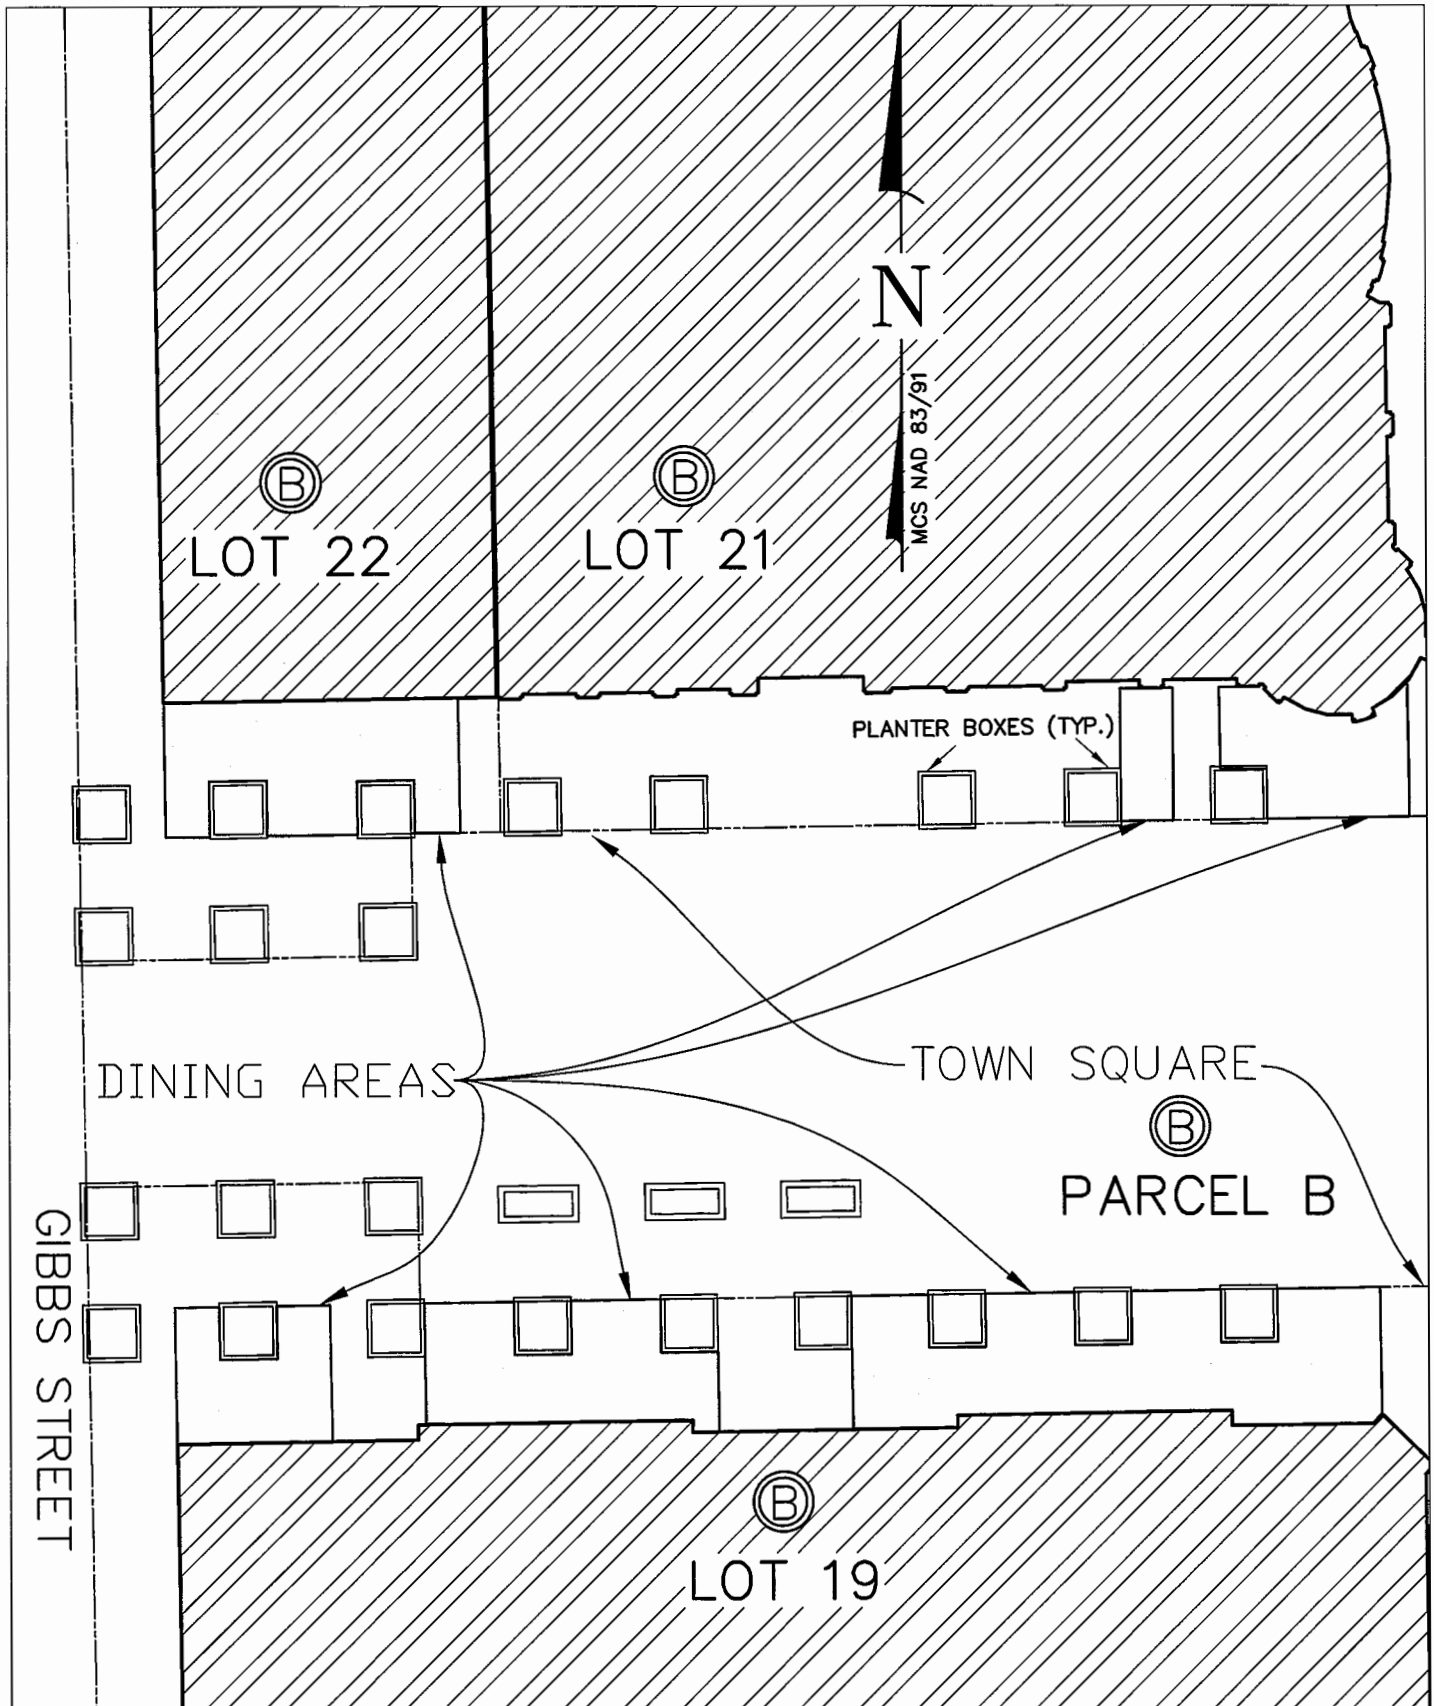 N
MCS NAD 83/91
B
LOT 22
B
LOT 21
PLANTER BOXES (TYP.)
DINING AREAS
TOWN SQUARE
B
PARCEL B
GIBBS STREET
B
LOT 19